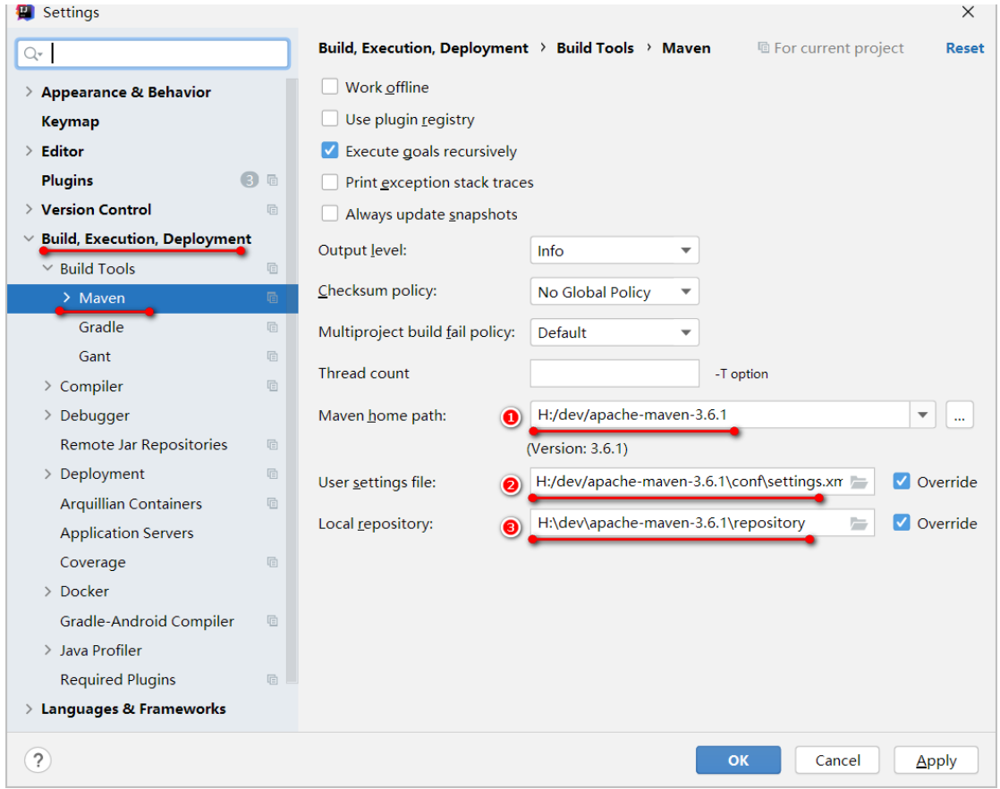 Settings
Build, Execution, Deployment › Build Tools › Maven For current project Reset
Appearance & Behavior
Keymap
Editor
Plugins 3
Version Control
Build, Execution, Deployment
Build Tools
Maven
Gradle
Gant
Compiler
Debugger
Remote Jar Repositories
Deployment
Arquillian Containers
Application Servers
Coverage
Docker
Gradle-Android Compiler
Java Profiler
Required Plugins
Languages & Frameworks
Work offline
Use plugin registry
Execute goals recursively
Print exception stack traces
Always update snapshots
Output level: Info
Checksum policy: No Global Policy
Multiproject build fail policy: Default
Thread count -T option
Maven home path: 1 H:/dev/apache-maven-3.6.1 ...
(Version: 3.6.1)
User settings file: 2 H:/dev/apache-maven-3.6.1\conf\settings.xm Override
Local repository: 3 H:\dev\apache-maven-3.6.1\repository Override
? OK Cancel Apply